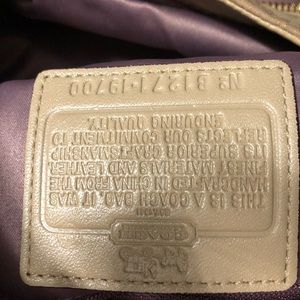 COACH
THIS IS A COACH BAG. IT WAS
HANDCRAFTED IN CHINA FROM THE
FINEST MATERIALS AND LEATHER.
ITS SUPERIOR CRAFTSMANSHIP
REFLECTS OUR COMMITMENT TO
ENDURING QUALITY.
Nº B1271-19700